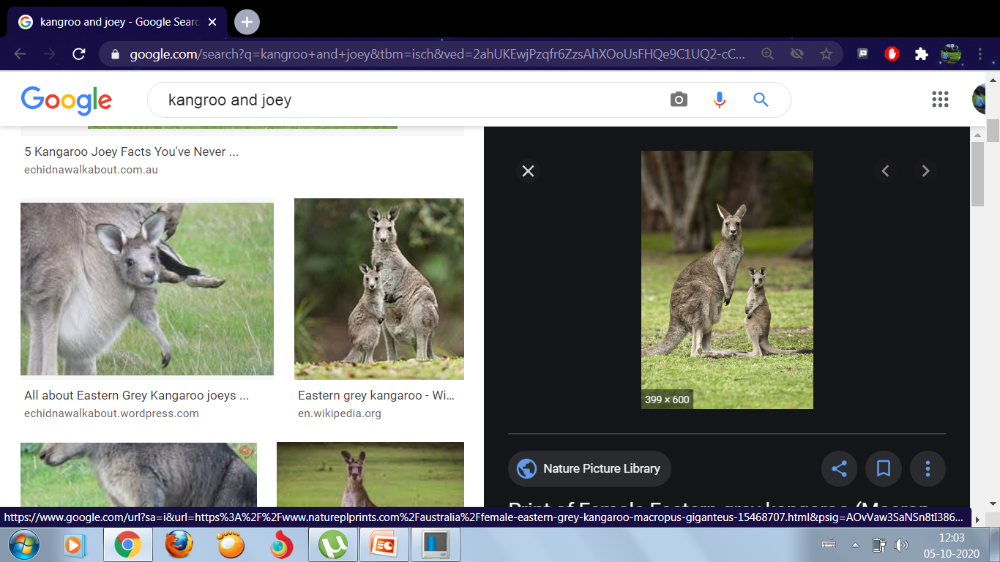 kangroo and joey - Google Searc
google.com/search?q=kangroo+and+joey&tbm=isch&ved=2ahUKEwjPzqfr6ZzsAhXOoUsFHQe9C1UQ2-cC...
Google
kangroo and joey
5 Kangaroo Joey Facts You've Never ...
echidnawalkabout.com.au
All about Eastern Grey Kangaroo joeys ...
echidnawalkabout.wordpress.com
Eastern grey kangaroo - Wi...
en.wikipedia.org
399 × 600
Nature Picture Library
Print of Female Eastern grey kangaroo (Macrop
https://www.google.com/url?sa=i&url=https%3A%2F%2Fwww.natureplprints.com%2Faustralia%2Ffemale-eastern-grey-kangaroo-macropus-giganteus-15468707.html&psig=AOvVaw3SaNSn8tI386...
12:03
05-10-2020